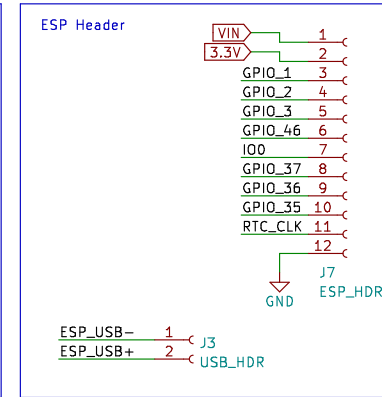 ESP Header
VIN 1
3.3V 2
GPIO_1 3
GPIO_2 4
GPIO_3 5
GPIO_46 6
IO0 7
GPIO_37 8
GPIO_36 9
GPIO_35 10
RTC_CLK 11
12
J7
GND ESP_HDR
ESP_USB- 1
J3
ESP_USB+ 2
USB_HDR